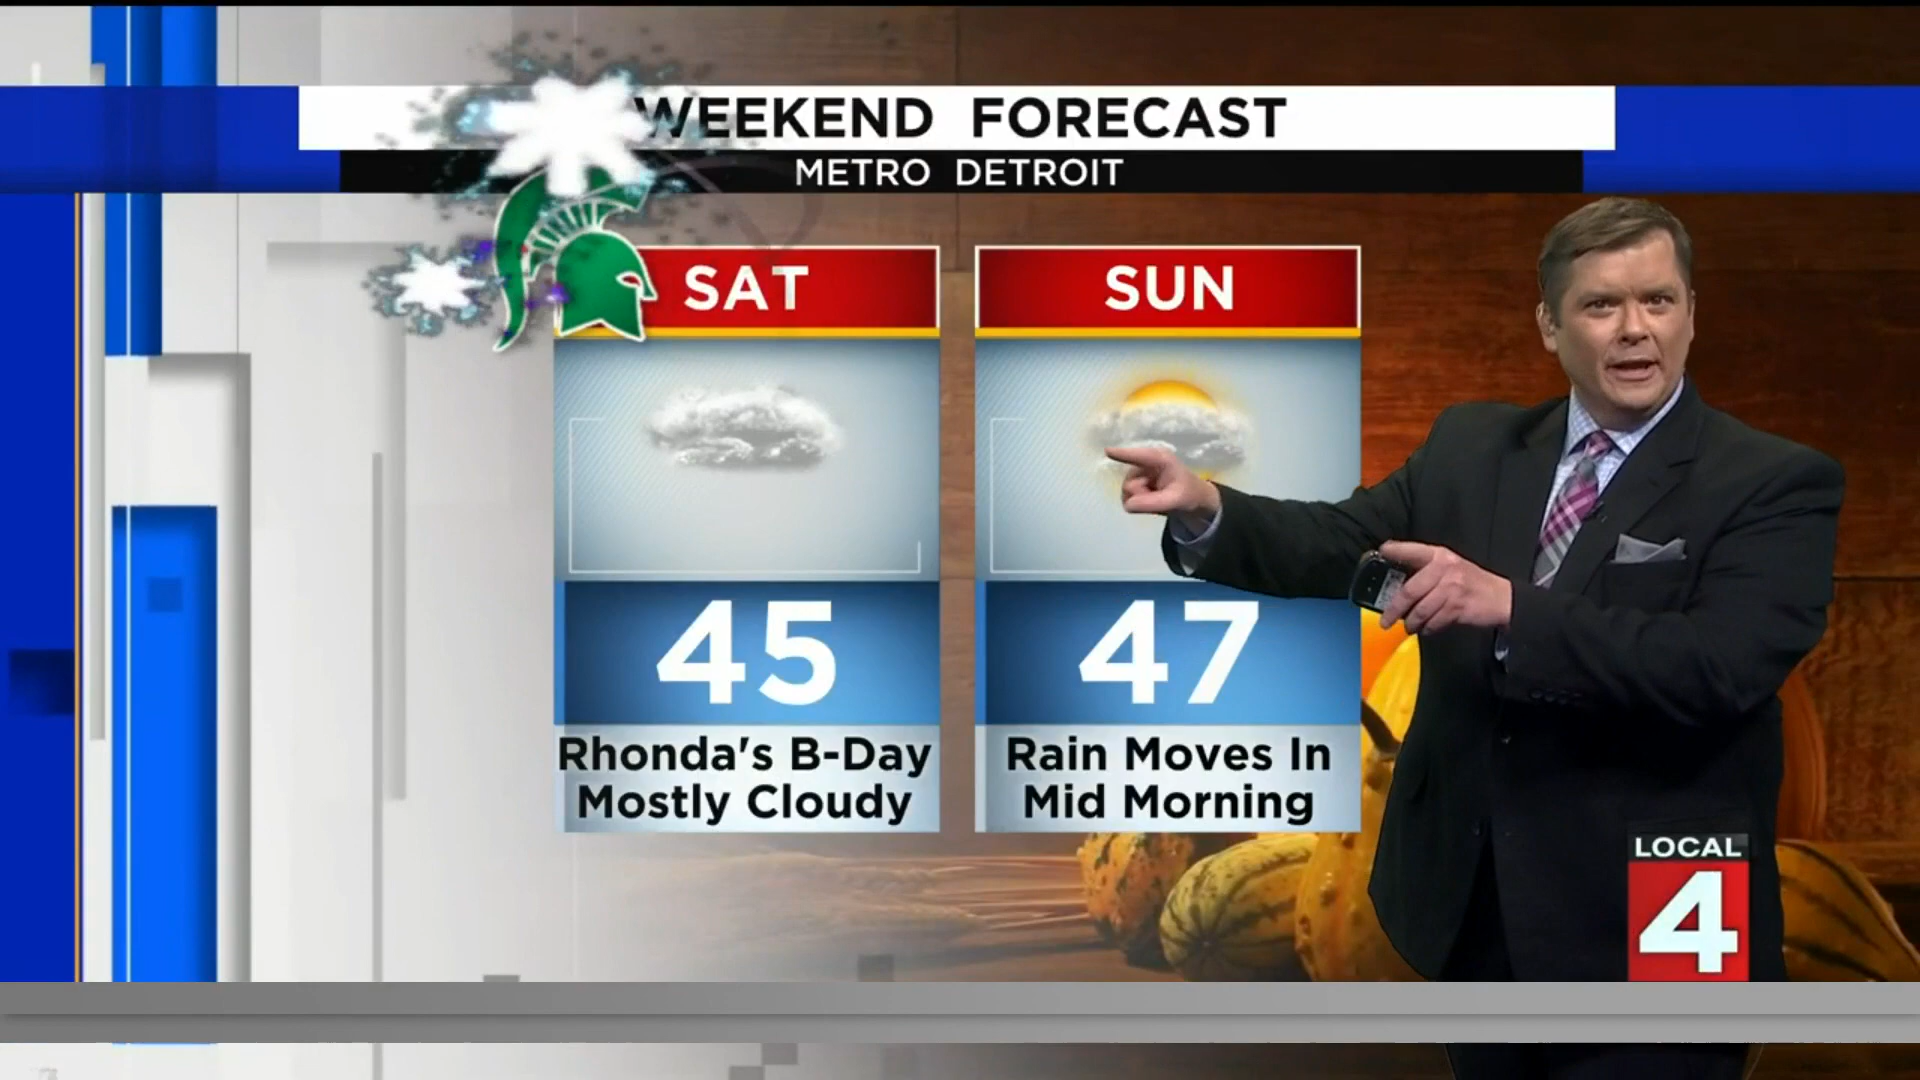 WEEKEND FORECAST
METRO DETROIT
SAT
SUN
45
47
Rhonda's B-Day
Mostly Cloudy
Rain Moves In
Mid Morning
LOCAL
4